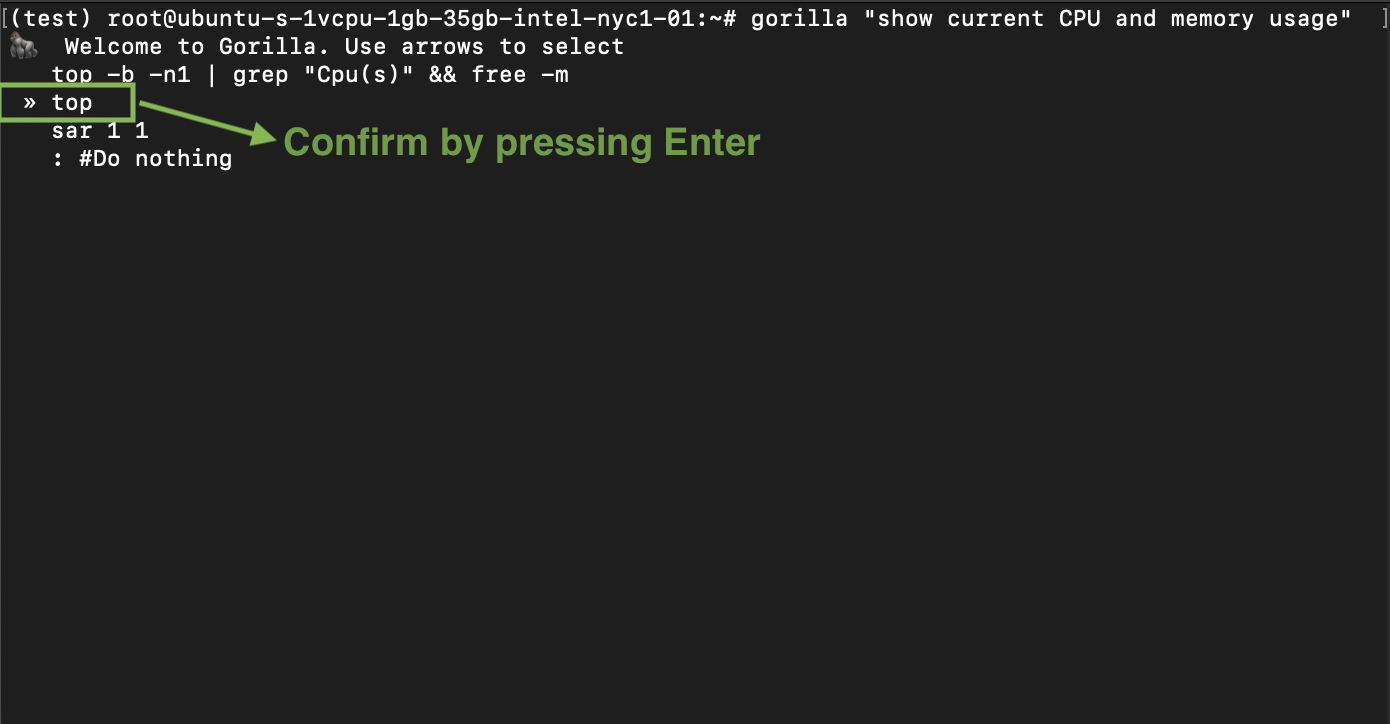 [(test) root@ubuntu-s-1vcpu-1gb-35gb-intel-nyc1-01:~# gorilla "show current CPU and memory usage" ]
Welcome to Gorilla. Use arrows to select
top -b -n1 | grep "Cpu(s)" && free -m
» top
sar 1 1
Confirm by pressing Enter
: #Do nothing